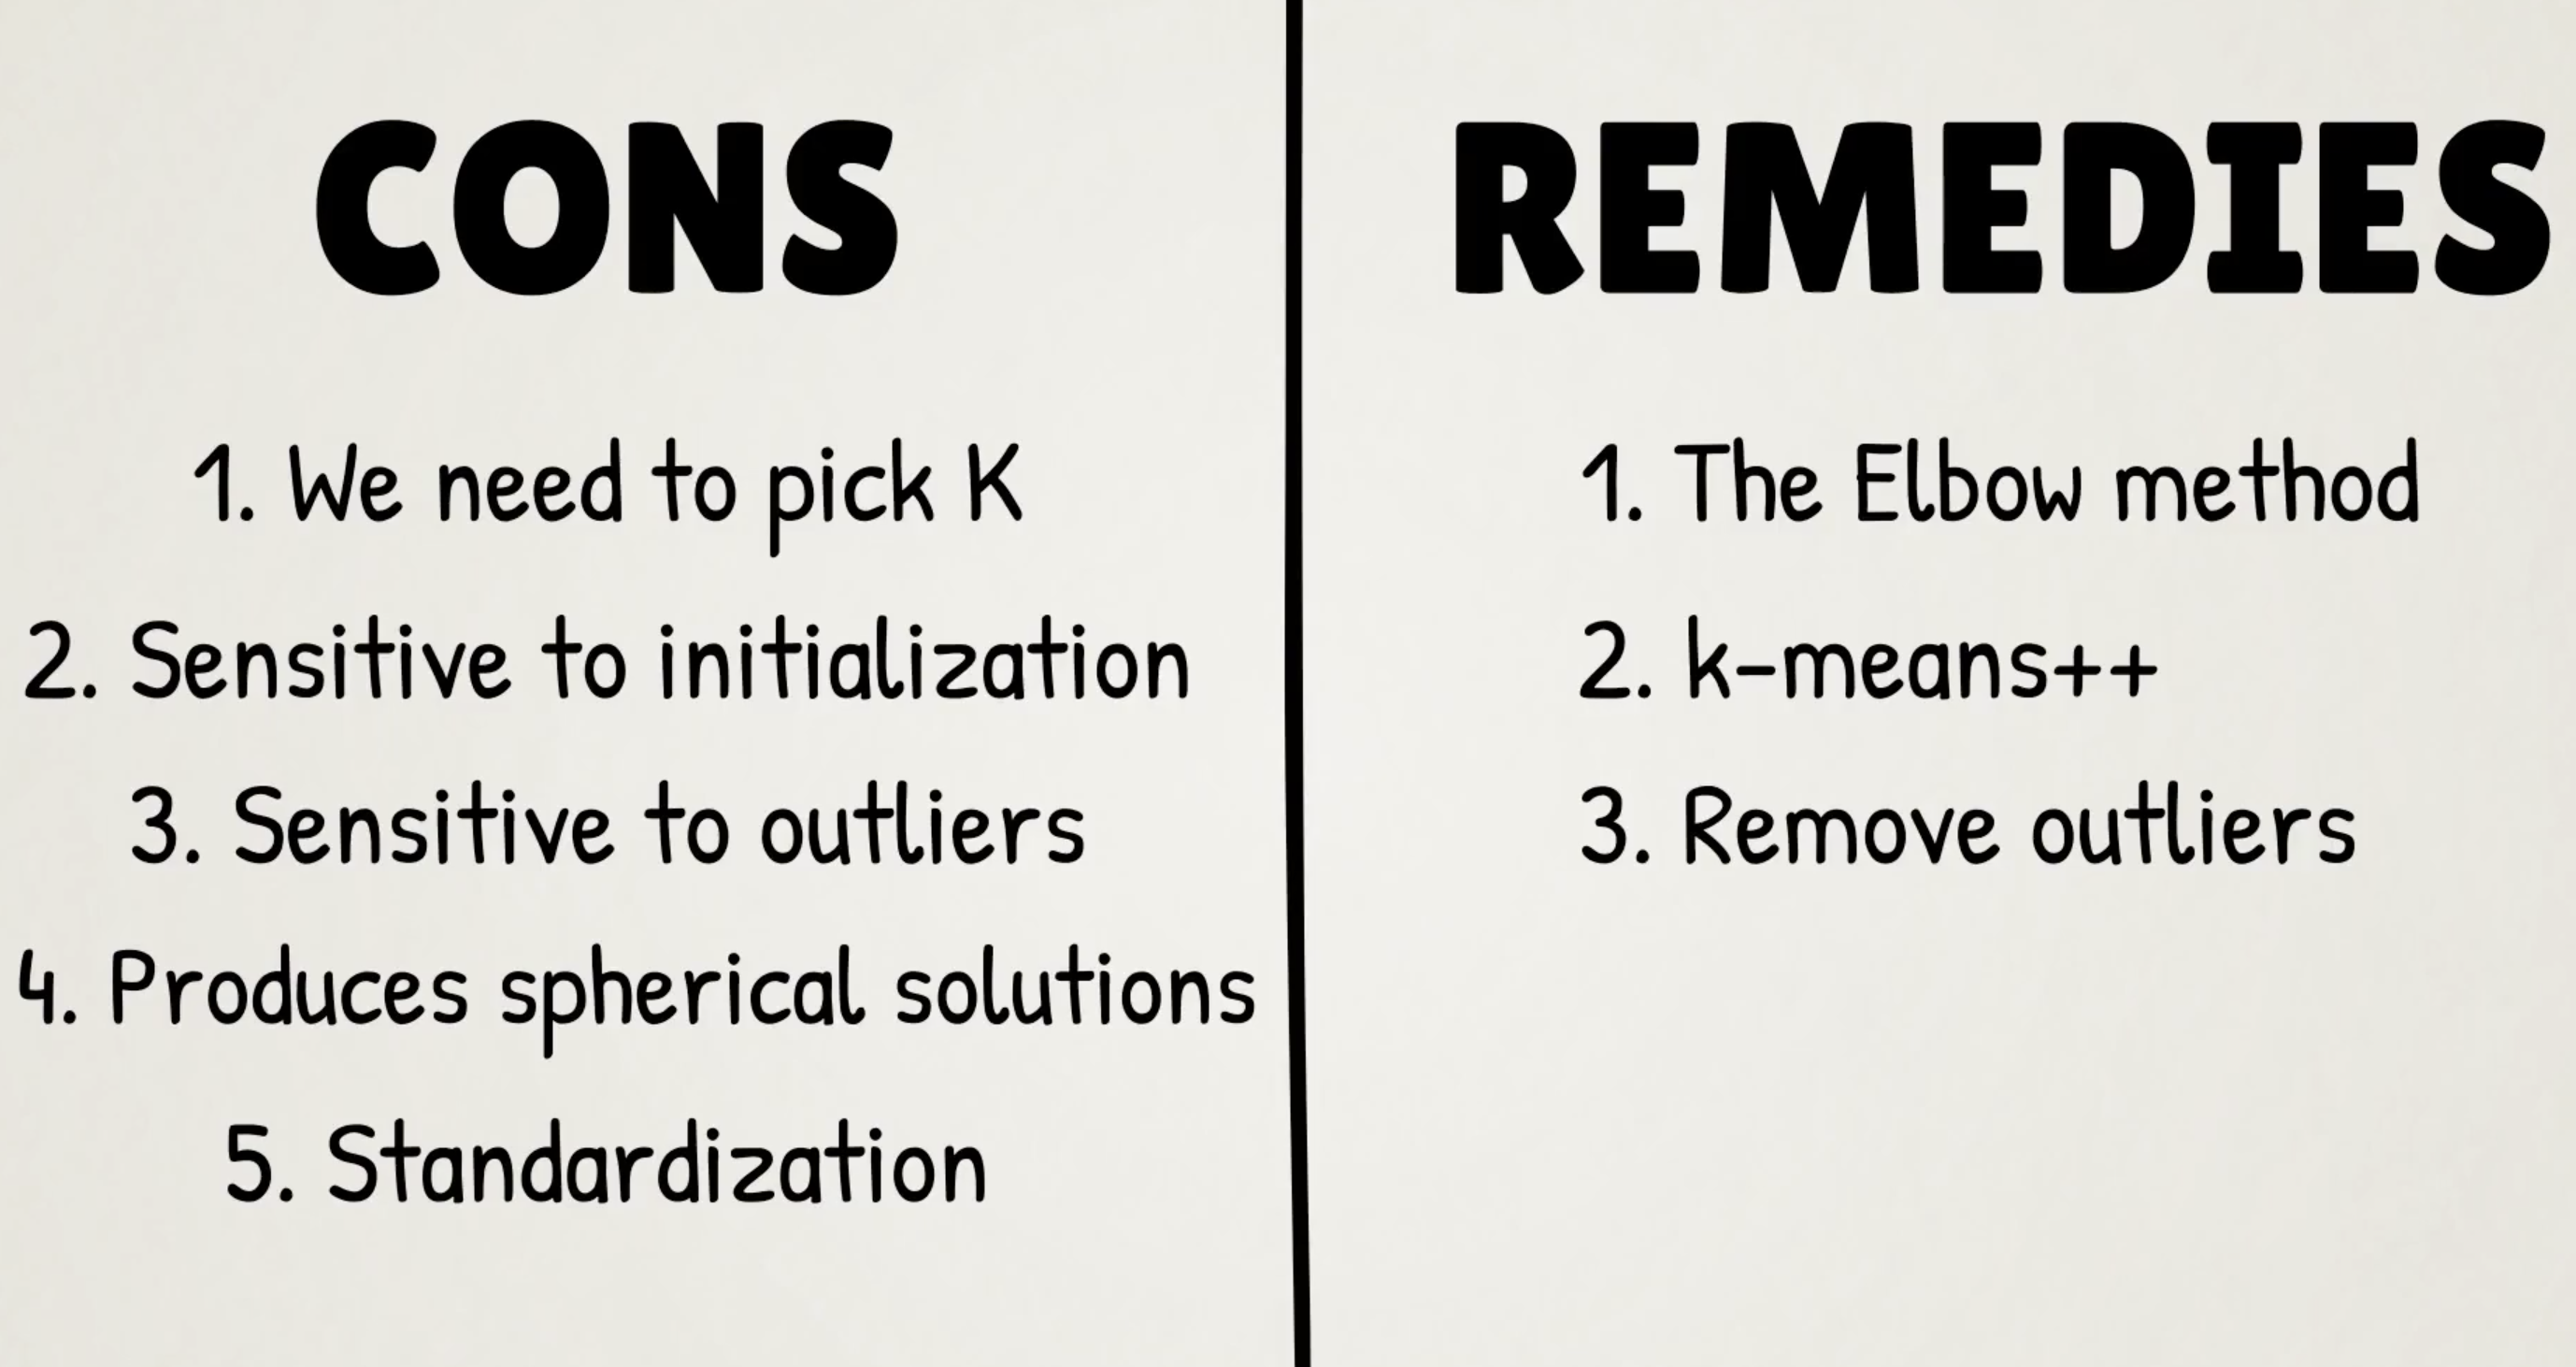 CONS
1. We need to pick K
2. Sensitive to initialization
3. Sensitive to outliers
4. Produces spherical solutions
5. Standardization
REMEDIES
1. The Elbow method
2. k-means++
3. Remove outliers